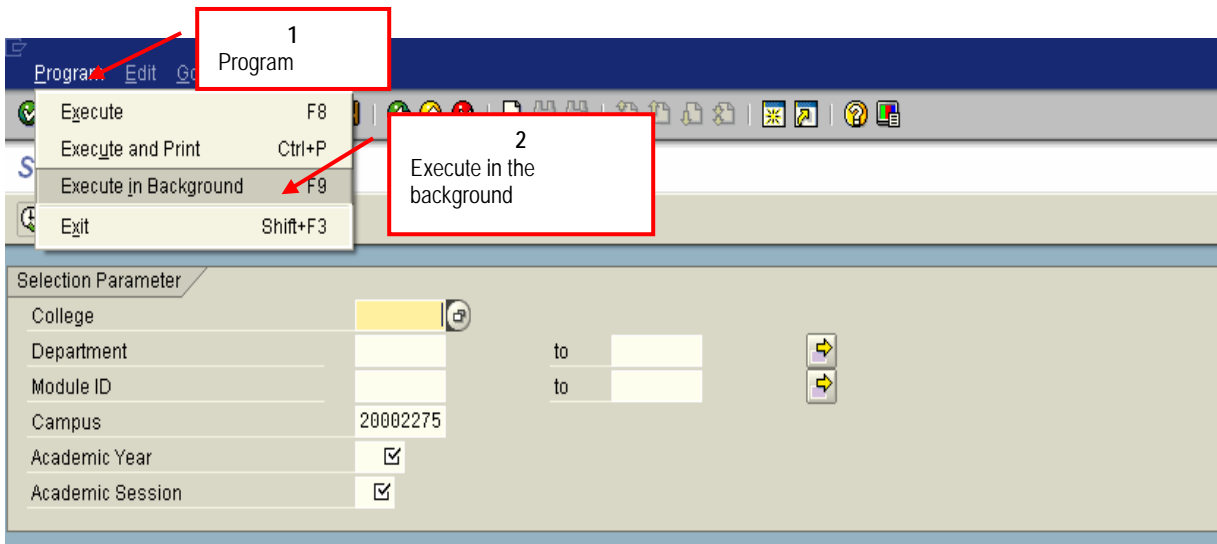 1
Program
Program Edit Go
Execute F8
Execute and Print Ctrl+P
2
Execute in the
background
S
Execute in Background F9
Exit Shift+F3
Selection Parameter
College
Department to
Module ID to
Campus 20002275
Academic Year
Academic Session